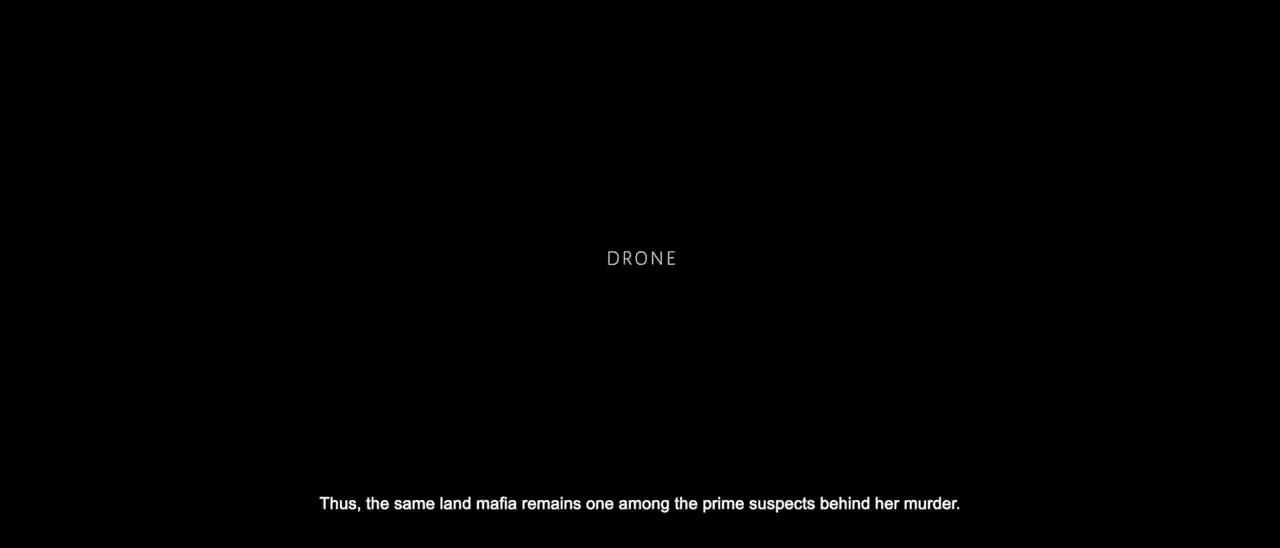 DRONE
Thus, the same land mafia remains one among the prime suspects behind her murder.